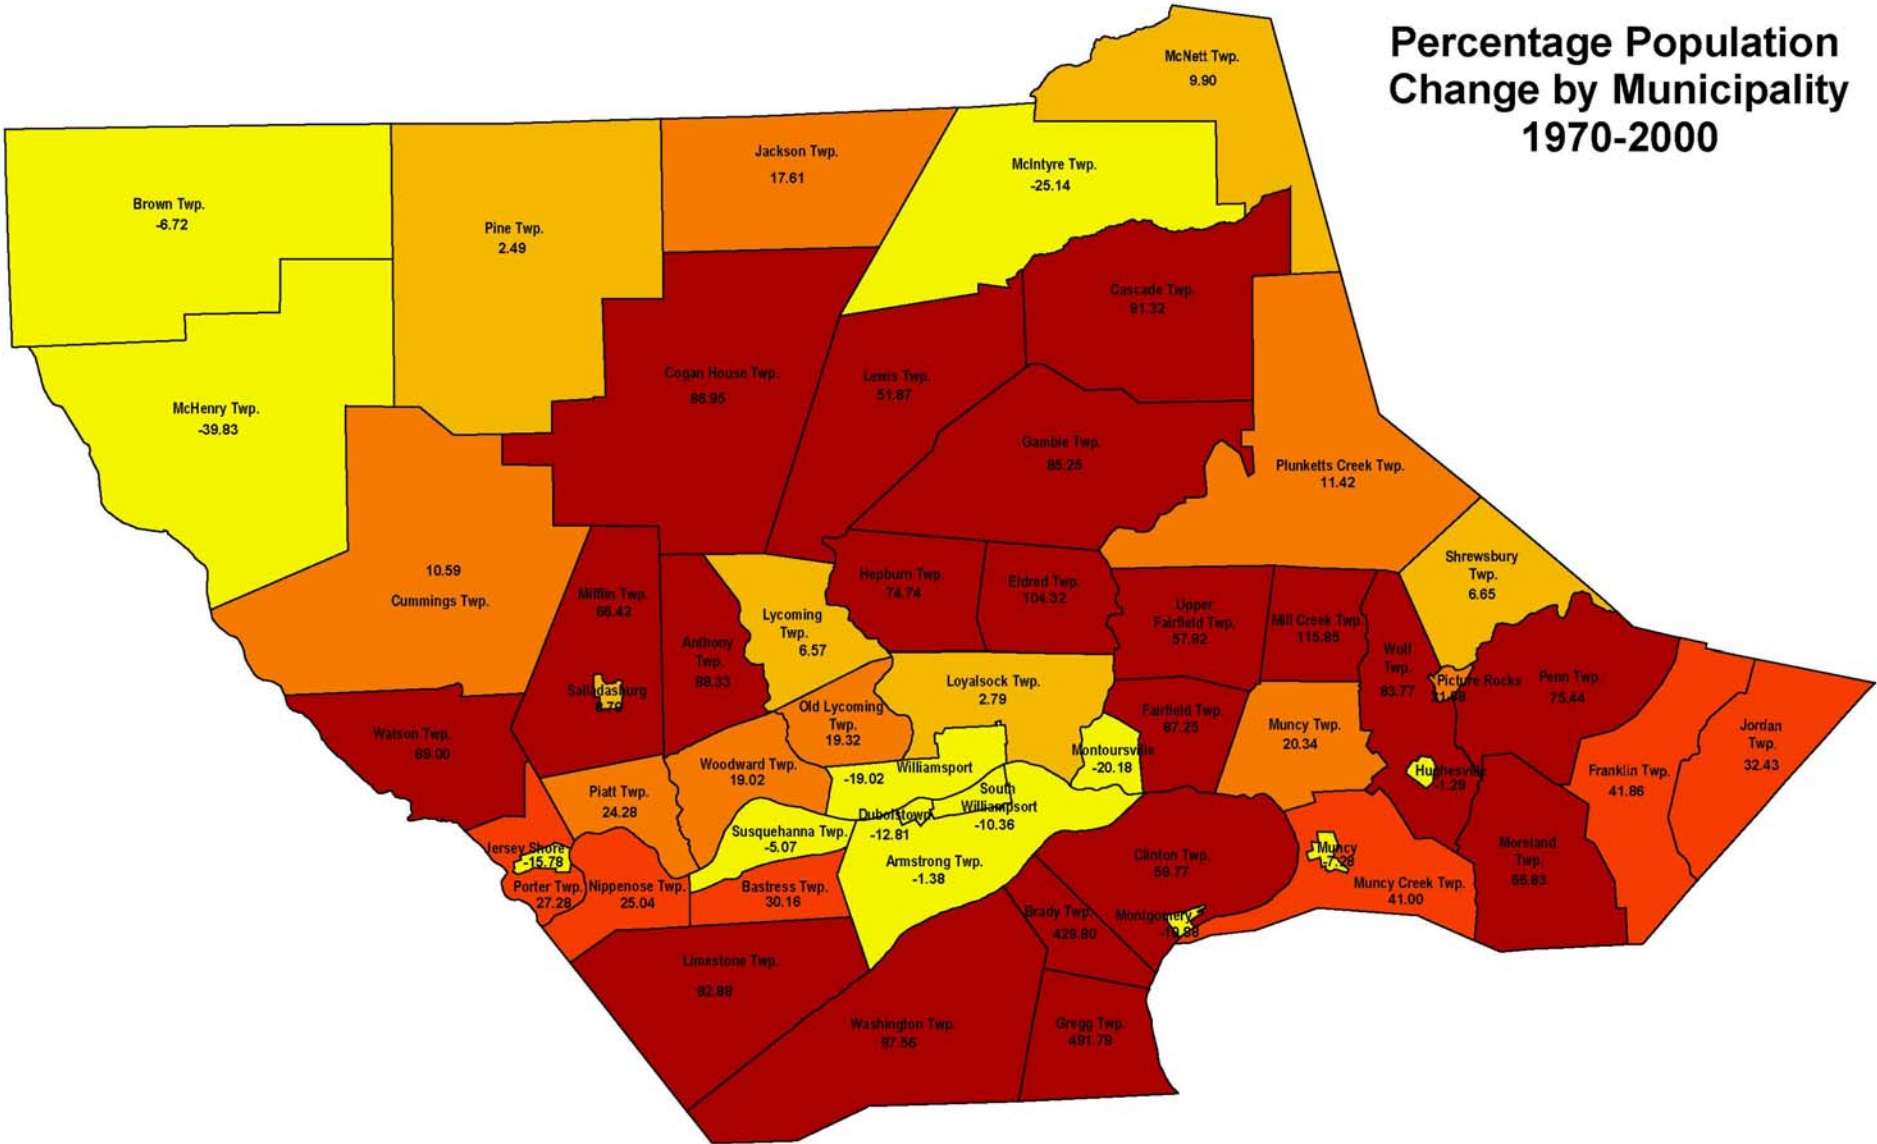 Percentage Population
Change by Municipality
1970-2000
McNett Twp.
9.90
Jackson Twp.
17.61
McIntyre Twp.
-25.14
Brown Twp.
-6.72
Pine Twp.
2.49
Cascade Twp.
91.32
Cogan House Twp.
86.95
Lewis Twp.
51.87
McHenry Twp.
-39.83
Gamble Twp.
85.25
Plunketts Creek Twp.
11.42
10.59
Cummings Twp.
Mifflin Twp.
66.42
Hepburn Twp.
74.74
Eldred Twp.
104.32
Shrewsbury
Twp.
6.65
Lycoming
Twp.
6.57
Upper
Fairfield Twp.
57.92
Mill Creek Twp.
115.85
Anthony
Twp.
88.33
Wolf
Twp.
83.77
Picture Rocks
Penn Twp.
75.44
Salladasburg
Loyalsock Twp.
2.79
Old Lycoming
Twp.
19.32
Fairfield Twp.
87.25
Muncy Twp.
20.34
Jordan
Twp.
32.43
Watson Twp.
89.00
Montoursville
-20.18
Woodward Twp.
19.02
Williamsport
-19.02
Hughesville
-1.29
Franklin Twp.
41.86
Piatt Twp.
24.28
South
Williampsort
-10.36
Duboistown
-12.81
Susquehanna Twp.
-5.07
Jersey Shore
-15.78
Armstrong Twp.
-1.38
Clinton Twp.
59.77
Muncy
-7.28
Moreland
Twp.
66.83
Porter Twp.
27.28
Nippenose Twp.
25.04
Bastress Twp.
30.16
Muncy Creek Twp.
41.00
Brady Twp.
429.80
Montgomery
Limestone Twp.
82.88
Washington Twp.
87.56
Gregg Twp.
491.79